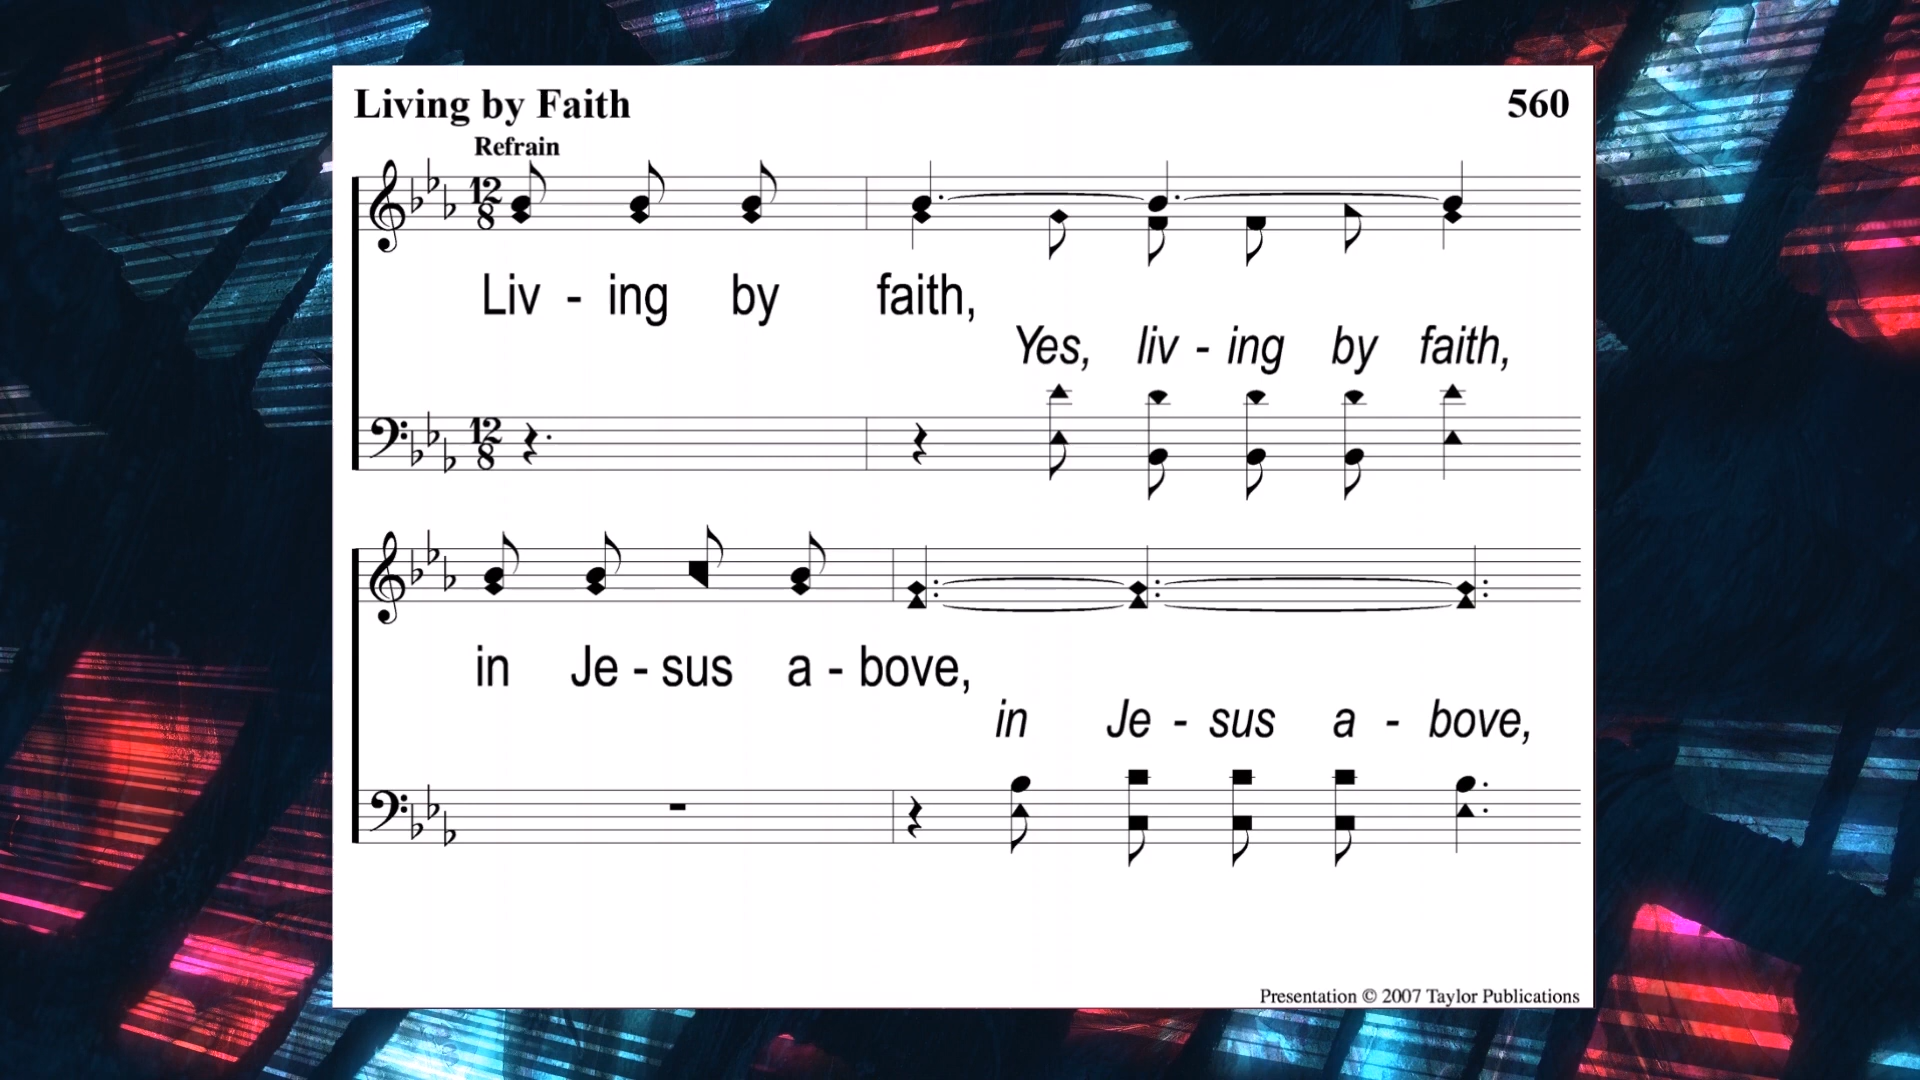 Living by Faith 560
Refrain
12
8
Liv - ing by faith,
Yes, liv - ing by faith,
12
8
in Je - sus a - bove,
in Je - sus a - bove,
Presentation © 2007 Taylor Publications